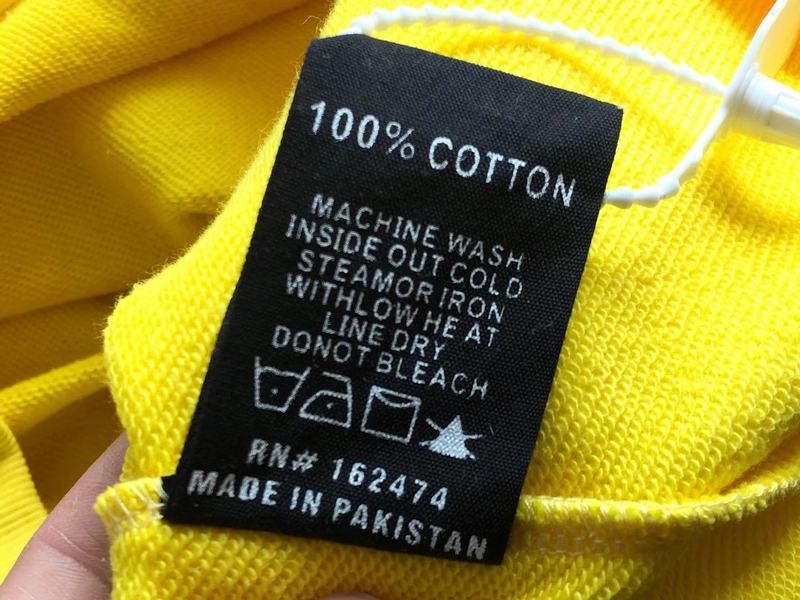 100% COTTON
MACHINE WASH
INSIDE OUT COLD
STEAMOR IRON
WITHLOW HE AT
LINE DRY
DONOT BLEACH
RN# 162474
MADE IN PAKISTAN